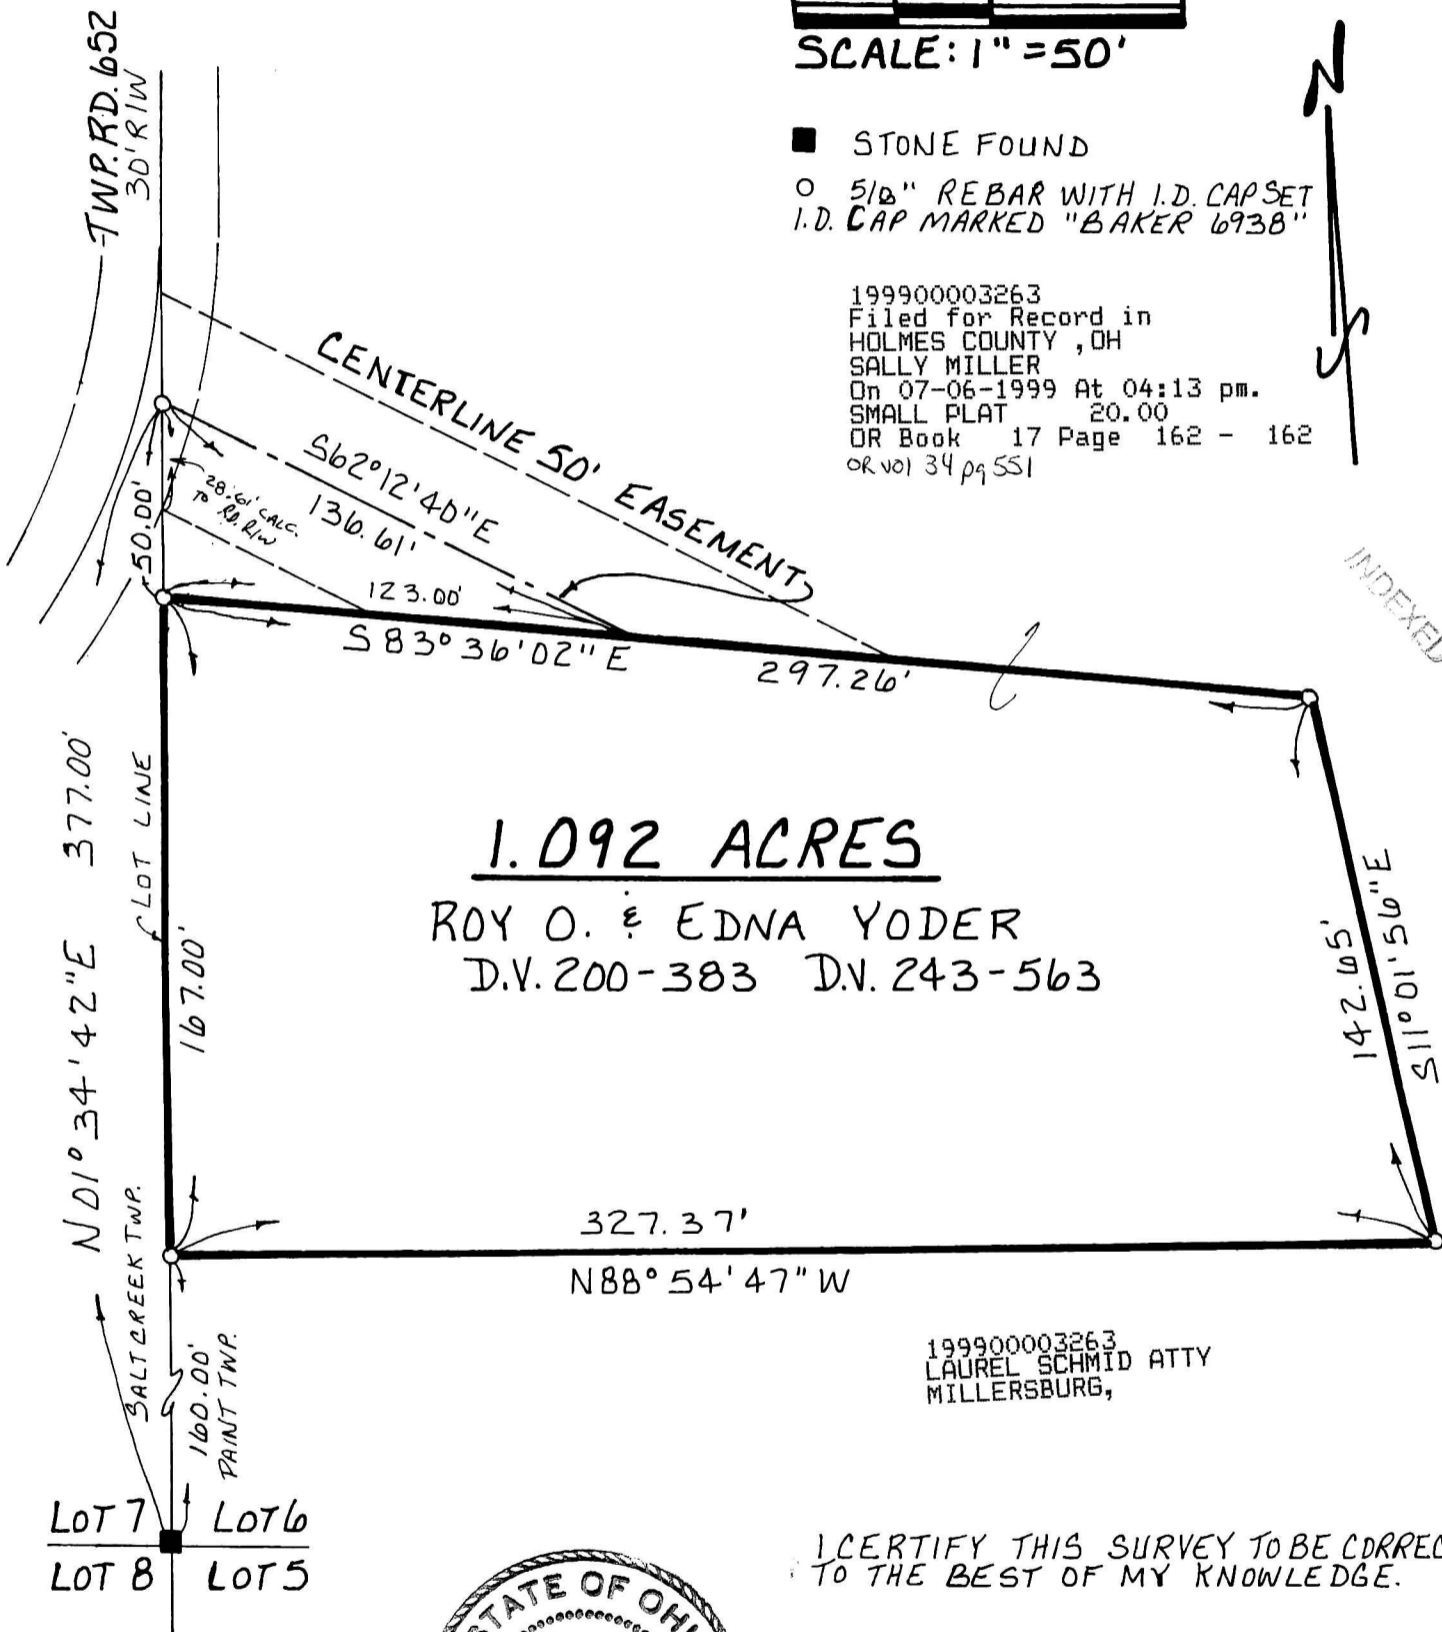 SCALE: 1" = 50'
TWP. RD. 652
30' R/W
■ STONE FOUND
○ 5/8" REBAR WITH I.D. CAP SET
I.D. CAP MARKED "BAKER 6938"
199900003263
Filed for Record in
HOLMES COUNTY ,OH
SALLY MILLER
On 07-06-1999 At 04:13 pm.
SMALL PLAT 20.00
OR Book 17 Page 162 - 162
OR Vol 34 pg 551
N
S
INDEXED
CENTERLINE 50' EASEMENT
S62°12'40"E
136.61'
28.61' CALC.
TO RD. R/W
50.00'
123.00'
S83°36'02"E
297.26'
N01°34'42"E 377.00'
LOT LINE
167.00'
1.092 ACRES
ROY O. & EDNA YODER
D.V. 200-383 D.V. 243-563
142.65'
S11°01'56"E
327.37'
N88°54'47"W
SALTCREEK TWP.
160.00'
PAINT TWP.
199900003263
LAUREL SCHMID ATTY
MILLERSBURG,
LOT 7 LOT 6
LOT 8 LOT 5
I CERTIFY THIS SURVEY TO BE CORREC
TO THE BEST OF MY KNOWLEDGE.
STATE OF OHI